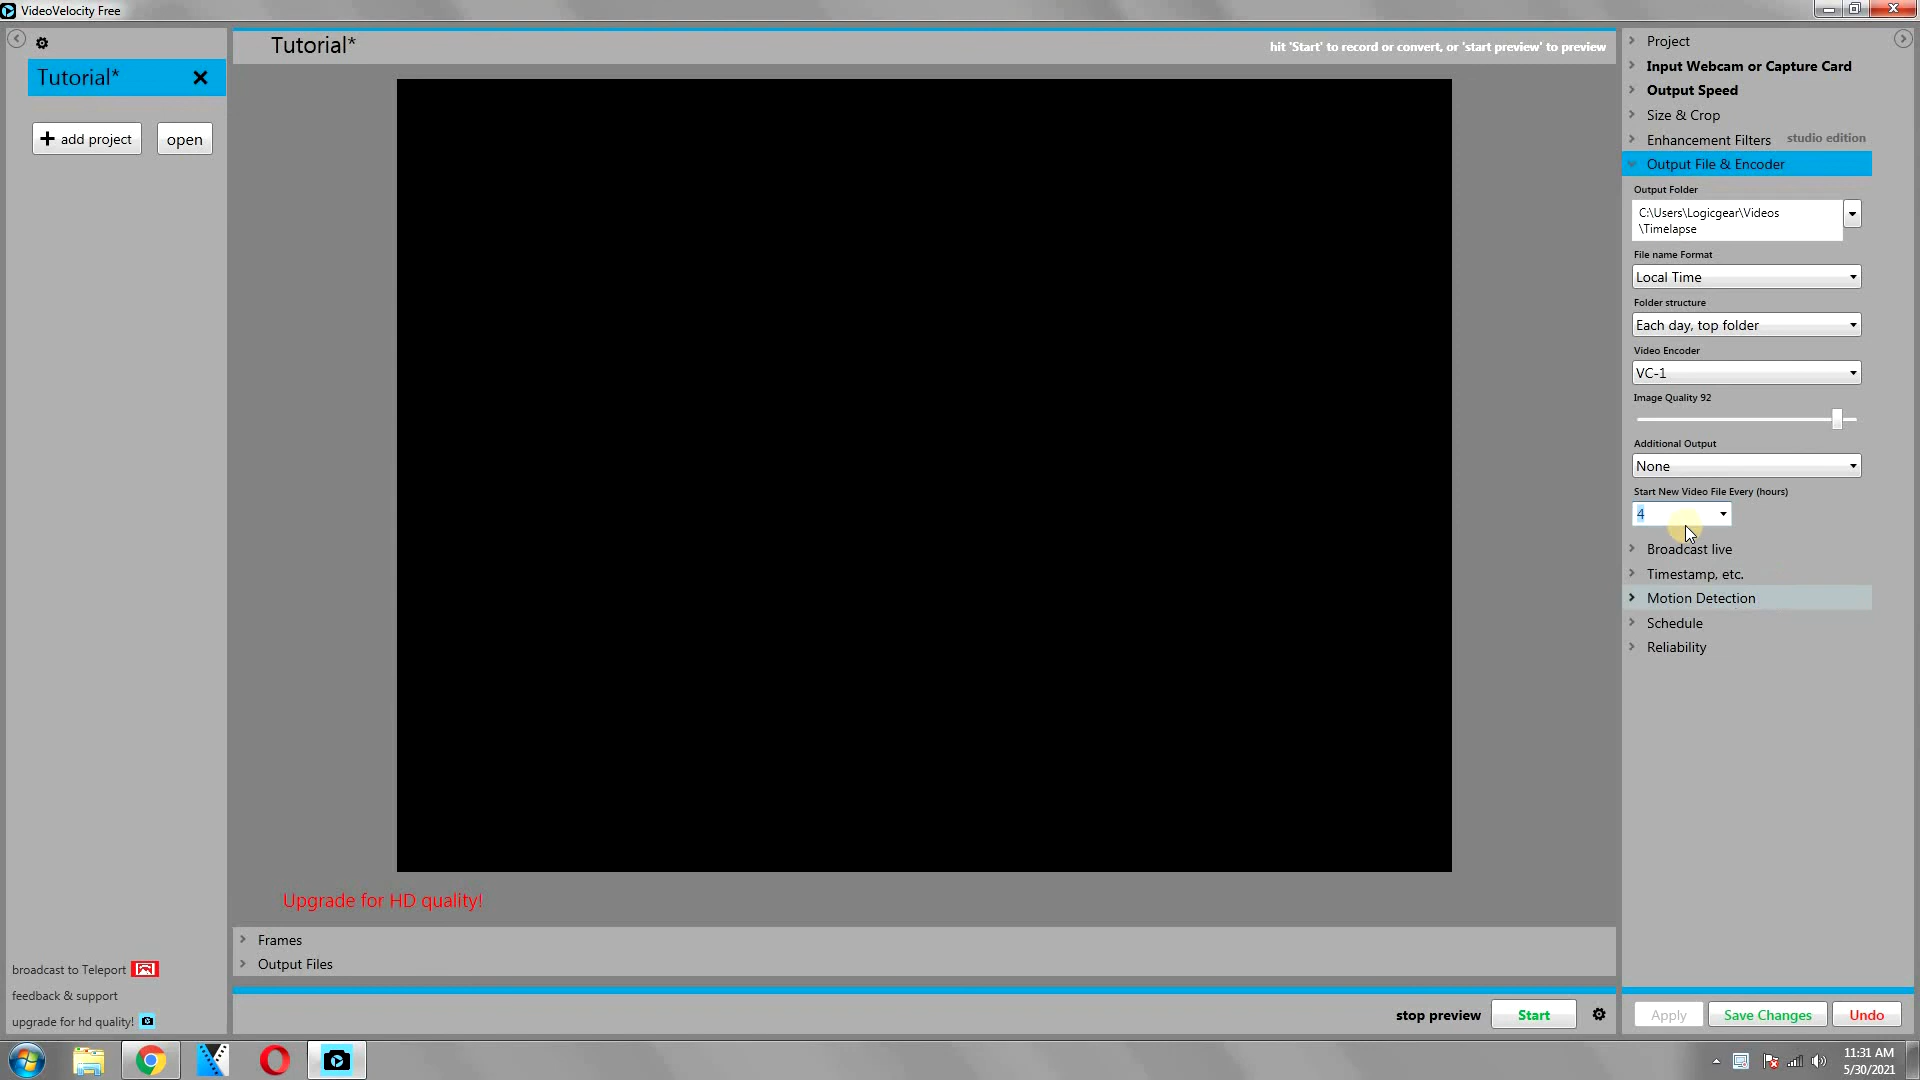 VideoVelocity Free
Tutorial*
add project
open
broadcast to Teleport
feedback & support
upgrade for hd quality!
Tutorial*
hit 'Start' to record or convert, or 'start preview' to preview
Upgrade for HD quality!
Frames
Output Files
stop preview
Start
Project
Input Webcam or Capture Card
Output Speed
Size & Crop
Enhancement Filters studio edition
Output File & Encoder
Output Folder
C:\Users\Logicgear\Videos
\Timelapse
File name Format
Local Time
Folder structure
Each day, top folder
Video Encoder
VC-1
Image Quality 92
Additional Output
None
Start New Video File Every (hours)
4
Broadcast live
Timestamp, etc.
Motion Detection
Schedule
Reliability
Apply
Save Changes
Undo
11:31 AM
5/30/2021